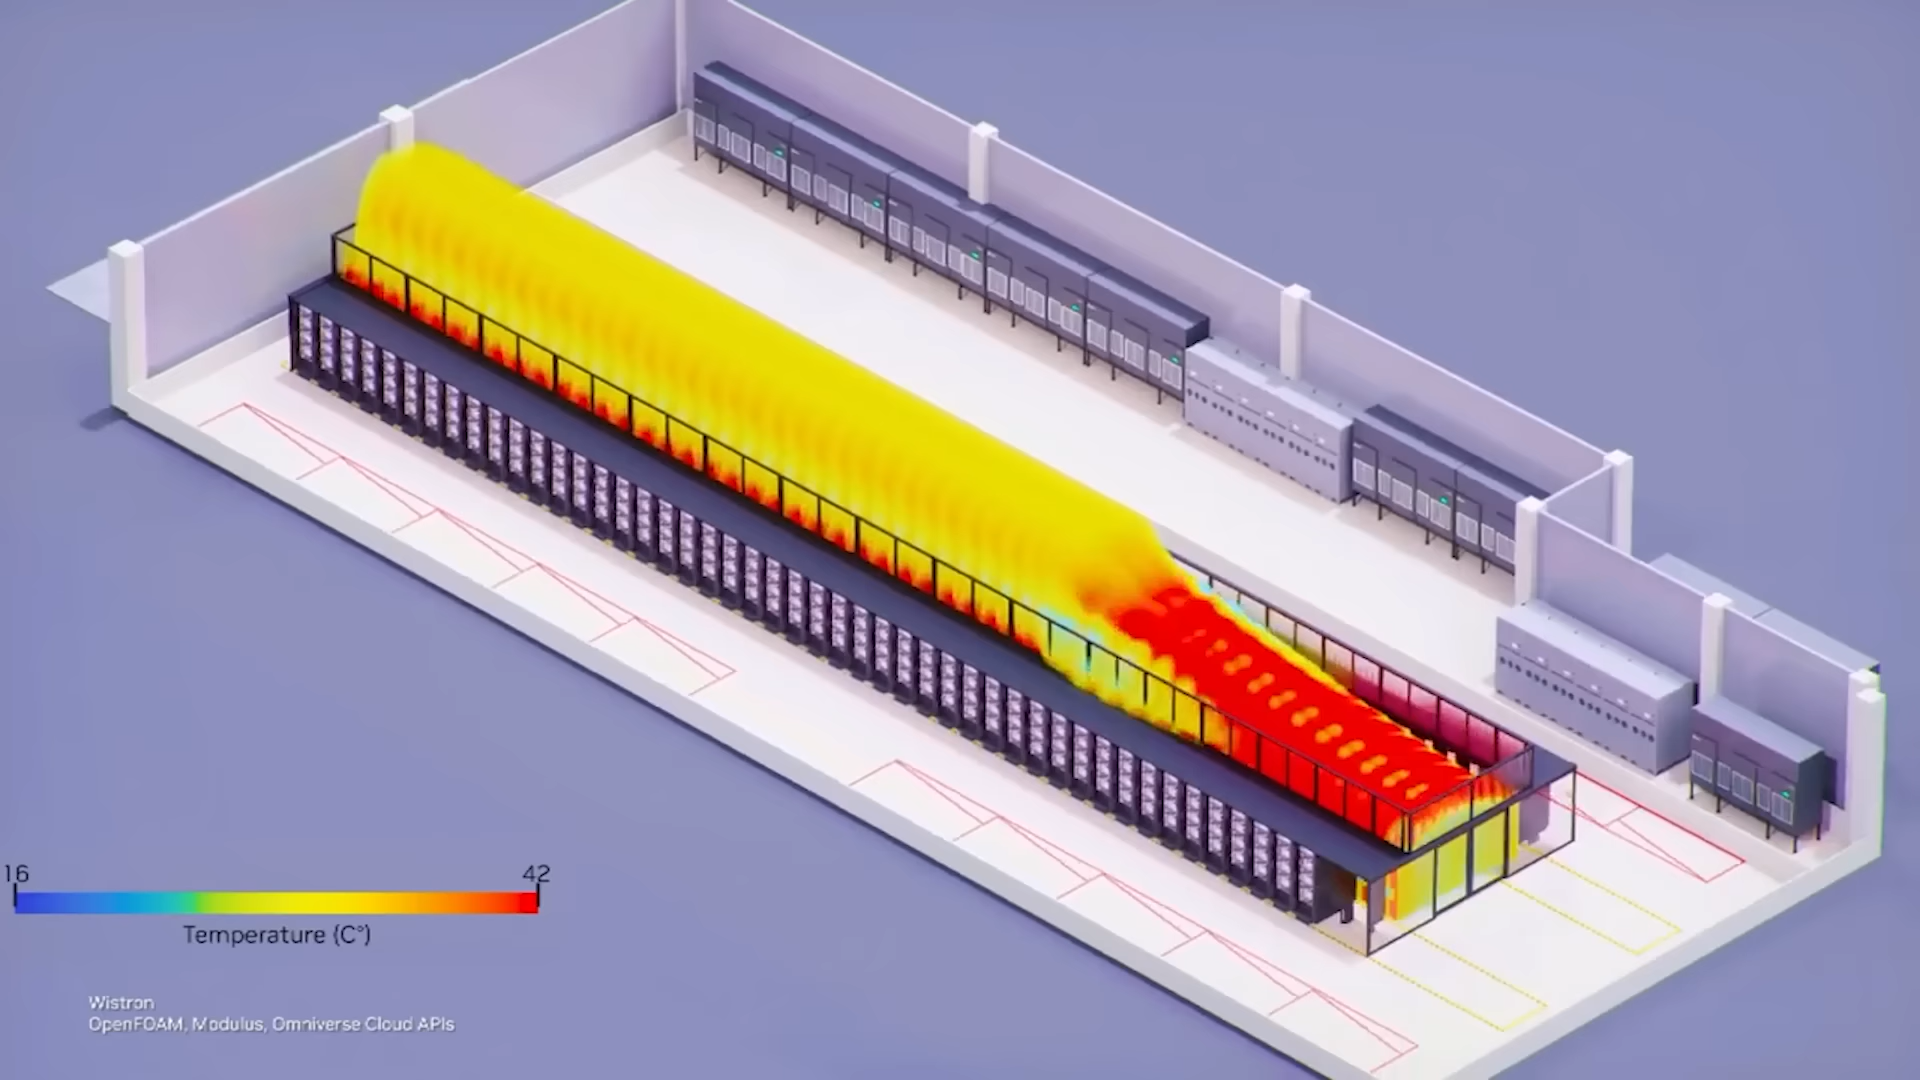 16 42
Temperature (C°)
Wistron
OpenFOAM, Modulus, Omniverse Cloud APIs